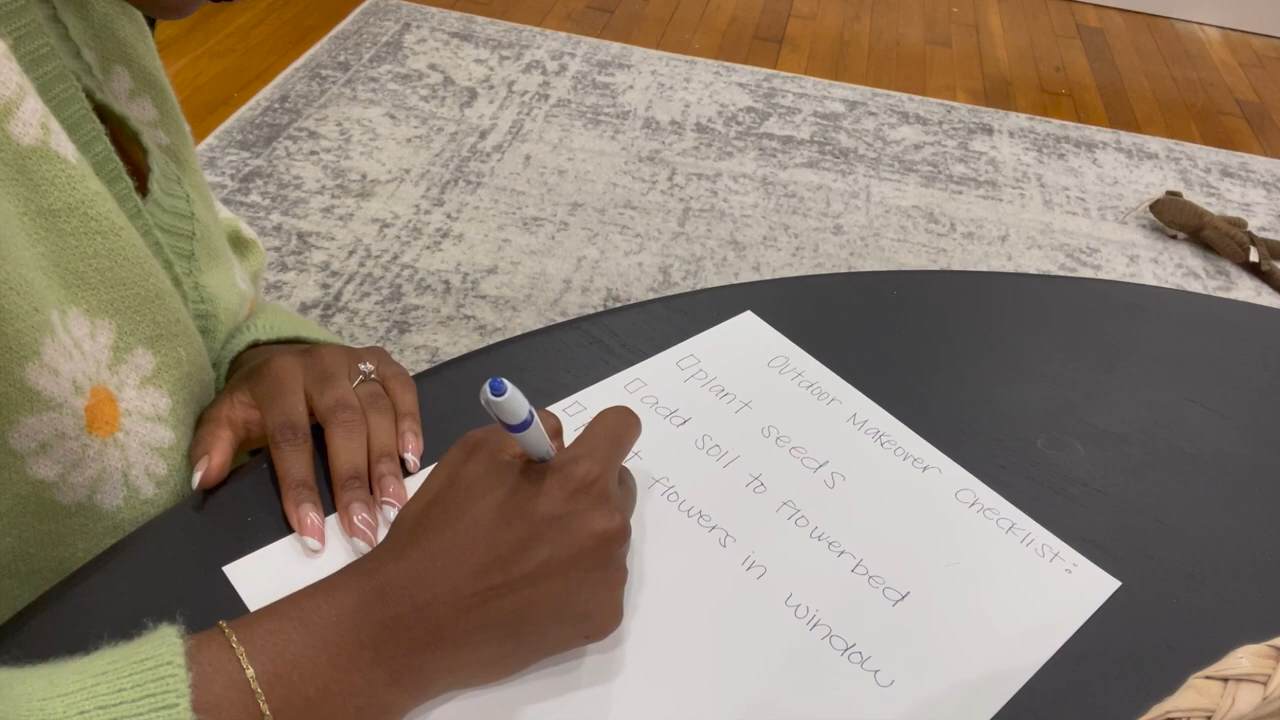 Outdoor Makeover Checklist:
☐ plant seeds
☐ add soil to flowerbed
☐ flowers in window